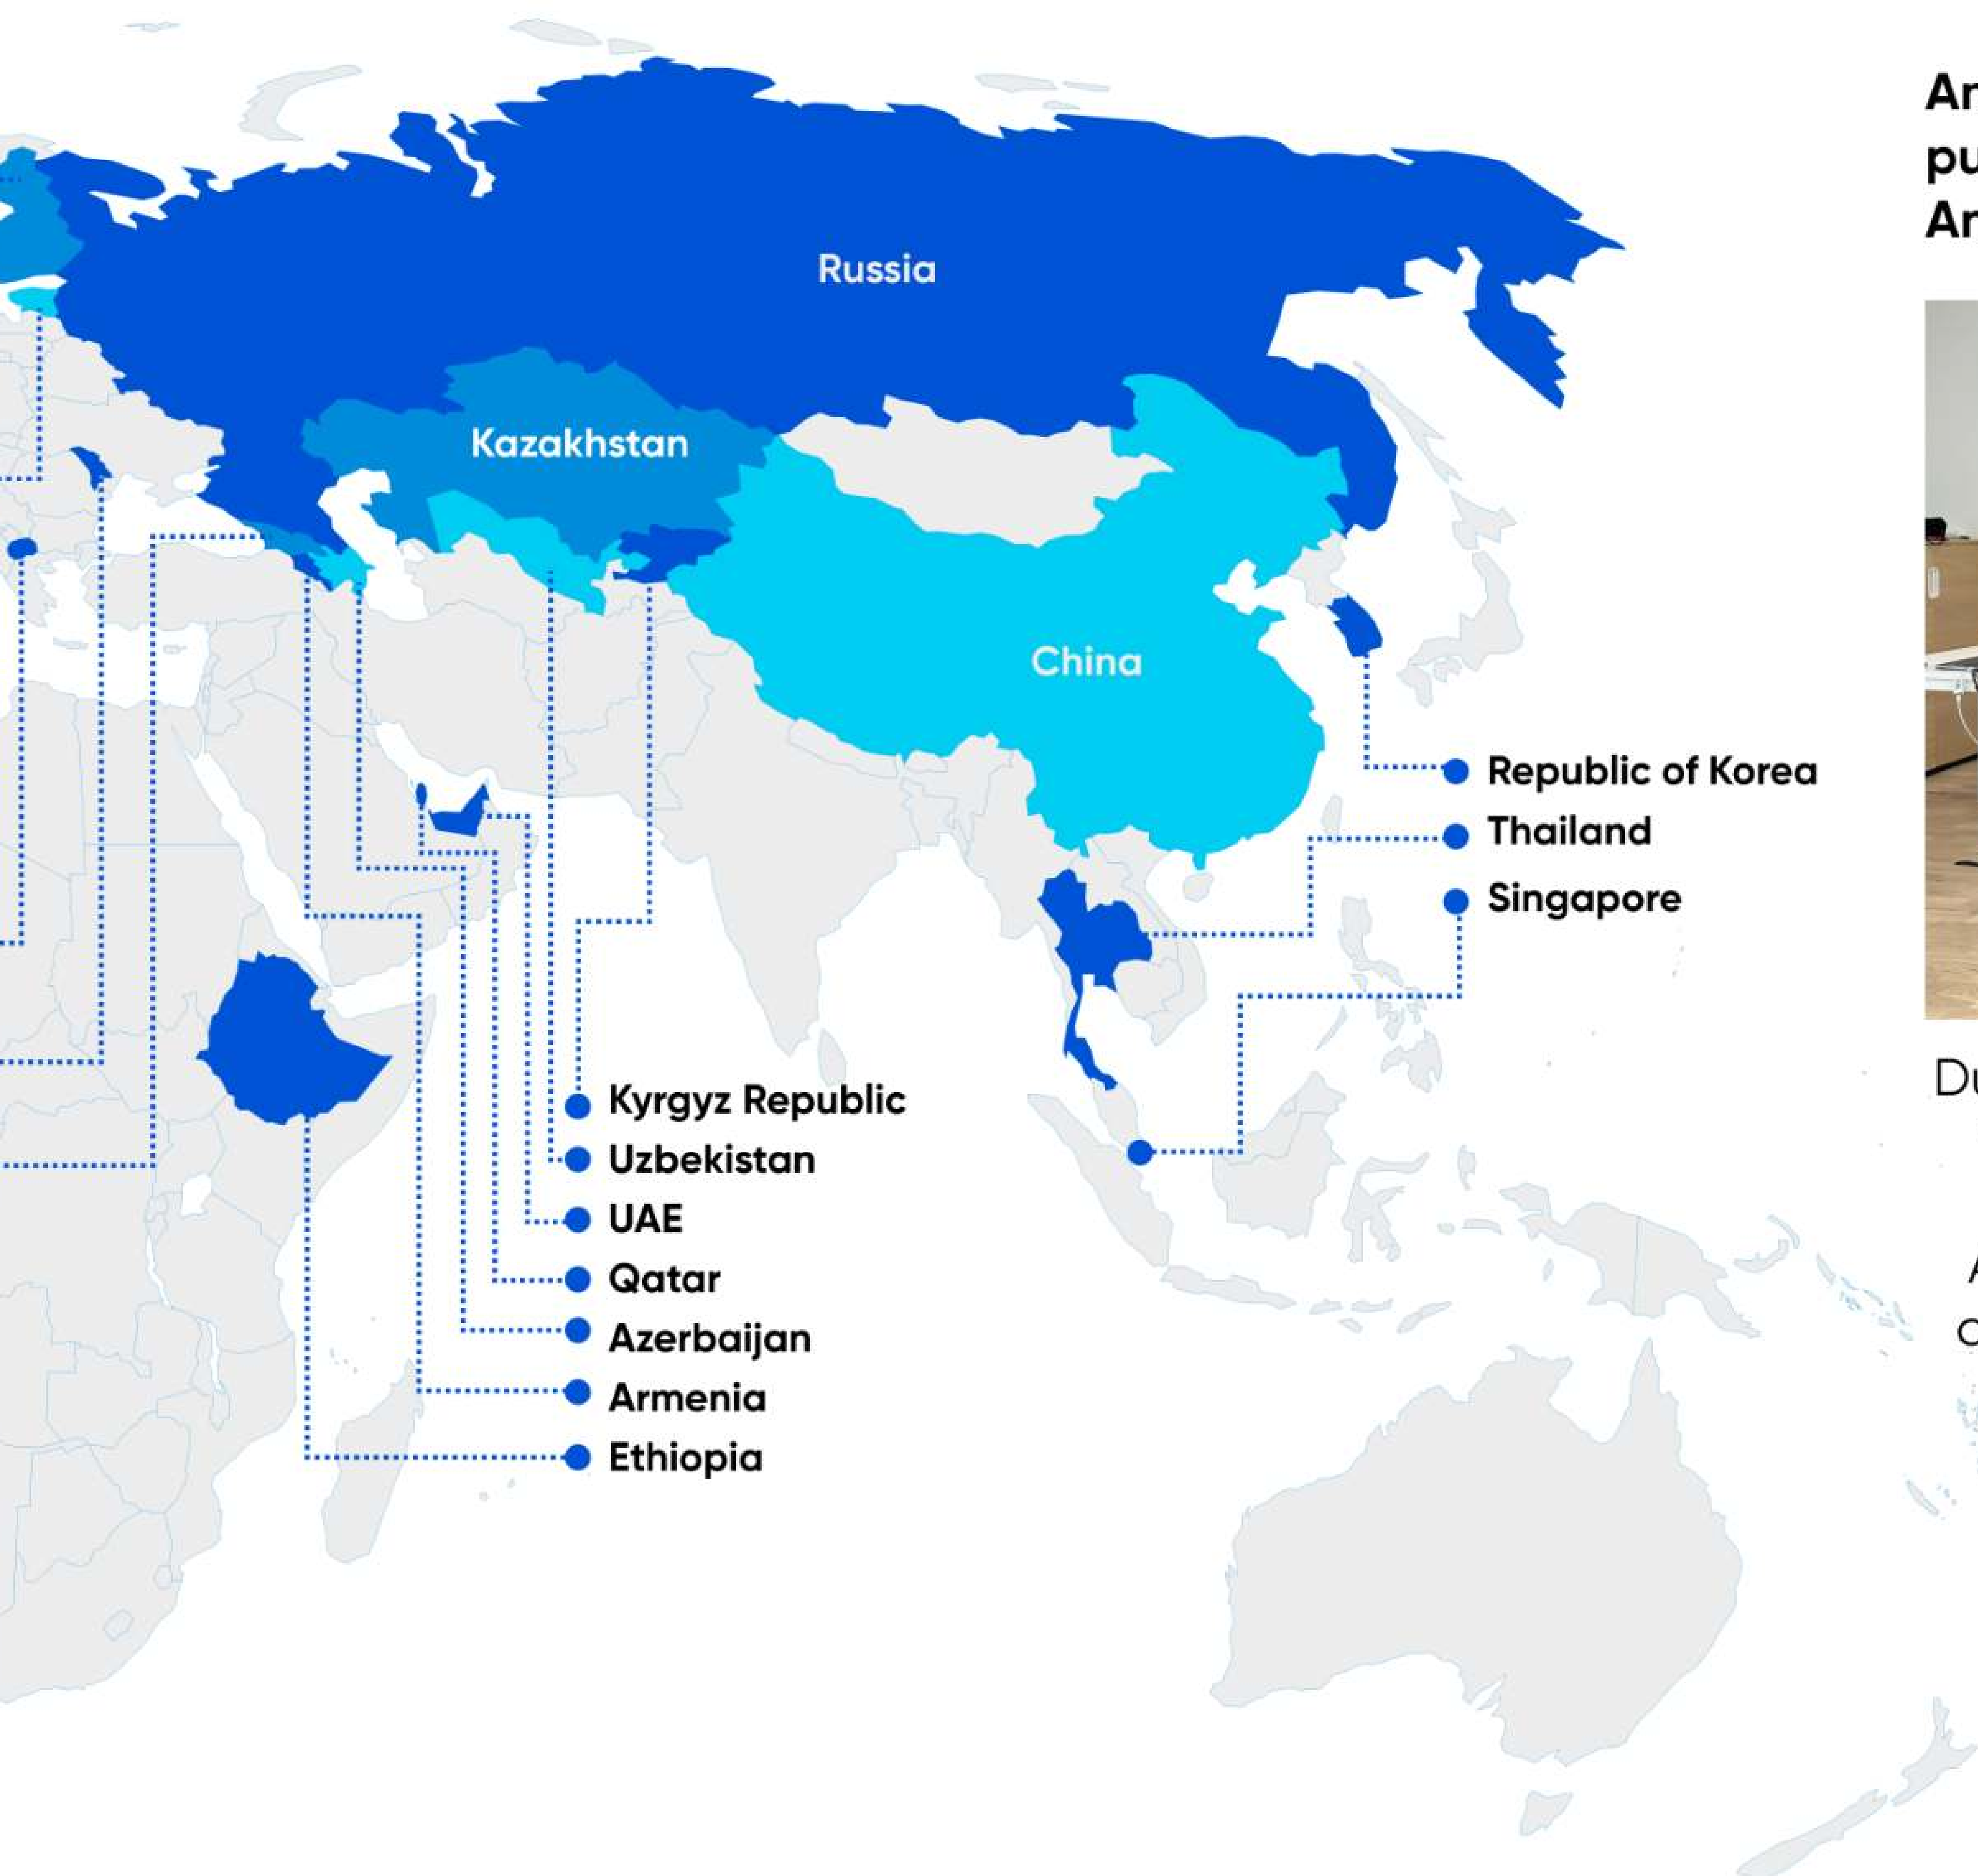 Russia
Kazakhstan
China
Republic of Korea
Thailand
Singapore
Kyrgyz Republic
Uzbekistan
UAE
Qatar
Azerbaijan
Armenia
Ethiopia